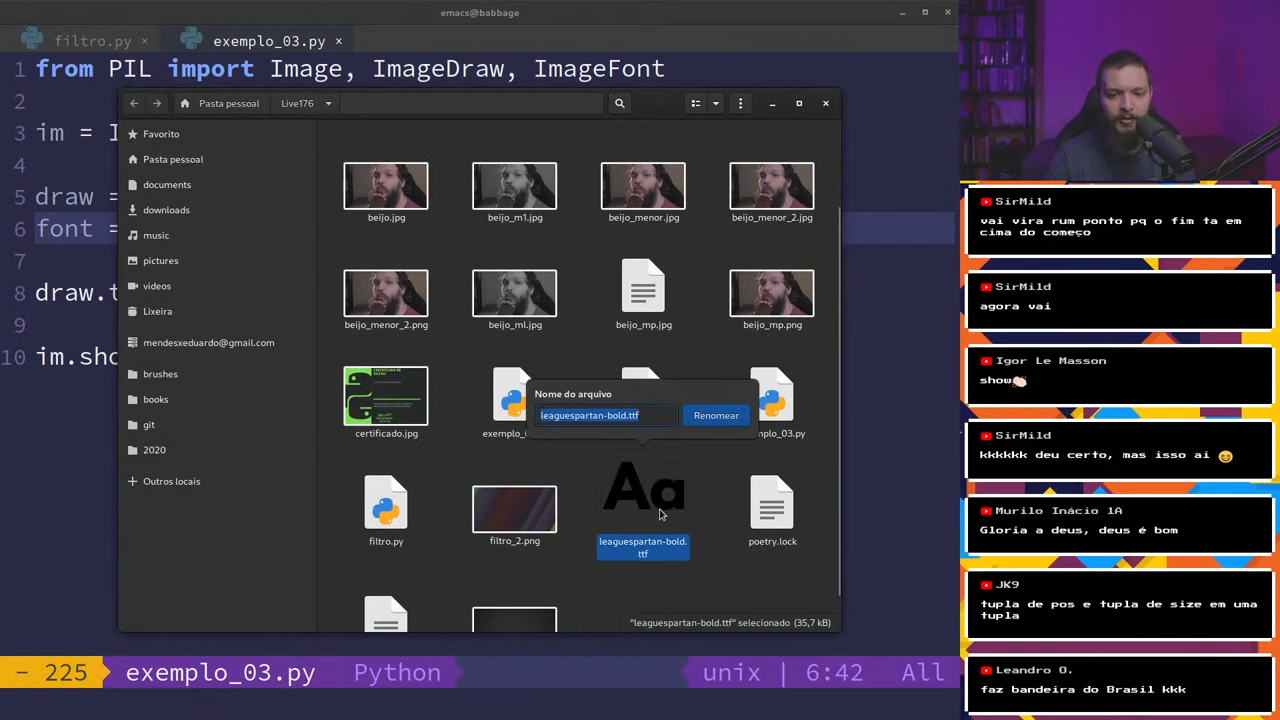 emacs@babbage
filtro.py ×
exemplo_03.py ×
1 from PIL import Image, ImageDraw, ImageFont
2
3 im = I
4
5 draw =
6 font =
7
8 draw.t
9
10 im.sho
Pasta pessoal
Live176
Favorito
Pasta pessoal
documents
downloads
music
pictures
videos
Lixeira
mendesxeduardo@gmail.com
brushes
books
git
2020
Outros locais
beijo.jpg
beijo_m1.jpg
beijo_menor.jpg
beijo_menor_2.jpg
beijo_menor_2.png
beijo_ml.jpg
beijo_mp.jpg
beijo_mp.png
certificado.jpg
Nome do arquivo
leaguespartan-bold.ttf
Renomear
filtro.py
filtro_2.png
Aa
leaguespartan-bold.
ttf
poetry.lock
"leaguespartan-bold.ttf" selecionado (35,7 kB)
- 225 exemplo_03.py Python unix | 6:42 All
SirMild
vai vira rum ponto pq o fim ta em
cima do começo
SirMild
agora vai
Igor Le Masson
show👏🏻
SirMild
kkkkkk deu certo, mas isso ai 😄
Murilo Inácio 1A
Gloria a deus, deus é bom
JK9
tupla de pos e tupla de size em uma
tupla
Leandro O.
faz bandeira do Brasil kkk